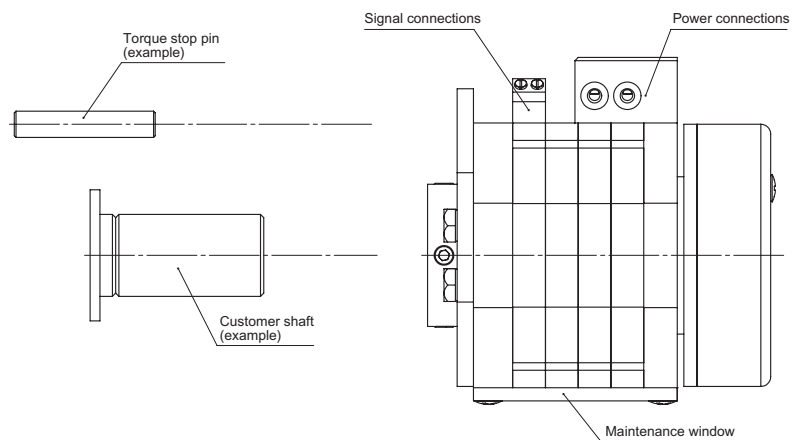 Signal connections
Power connections
Torque stop pin
(example)
Customer shaft
(example)
Maintenance window